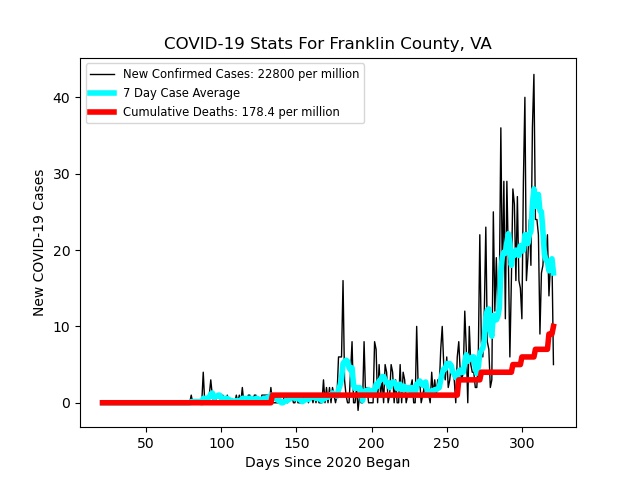 COVID-19 Stats For Franklin County, VA
New Confirmed Cases: 22800 per million
7 Day Case Average
Cumulative Deaths: 178.4 per million
New COVID-19 Cases
40
30
20
10
0
50 100 150 200 250 300
Days Since 2020 Began